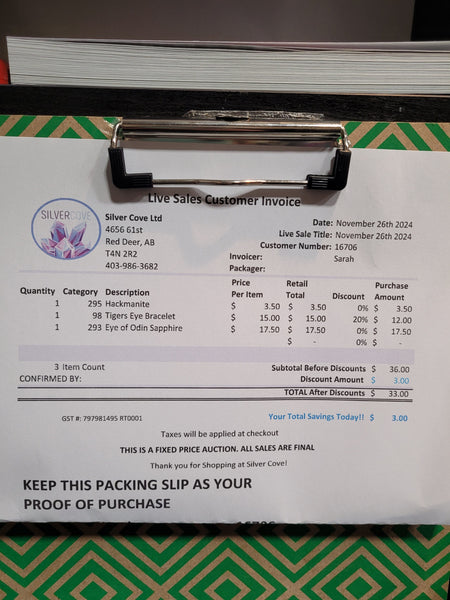 Live Sales Customer Invoice
SILVERCOVE
Silver Cove Ltd
4656 61st
Red Deer, AB
T4N 2R2
403-986-3682
Date: November 26th 2024
Live Sale Title: November 26th 2024
Customer Number: 16706
Invoicer: Sarah
Packager:
Quantity Category Description Price Per Item Retail Total Discount Purchase Amount
1 295 Hackmanite $ 3.50 $ 3.50 0% $ 3.50
1 98 Tigers Eye Bracelet $ 15.00 $ 15.00 20% $ 12.00
1 293 Eye of Odin Sapphire $ 17.50 $ 17.50 0% $ 17.50
$ - 0% $ -
3 Item Count Subtotal Before Discounts $ 36.00
CONFIRMED BY: Discount Amount $ 3.00
TOTAL After Discounts $ 33.00
GST #: 797981495 RT0001 Your Total Savings Today!! $ 3.00
Taxes will be applied at checkout
THIS IS A FIXED PRICE AUCTION. ALL SALES ARE FINAL
Thank you for Shopping at Silver Cove!
KEEP THIS PACKING SLIP AS YOUR
PROOF OF PURCHASE